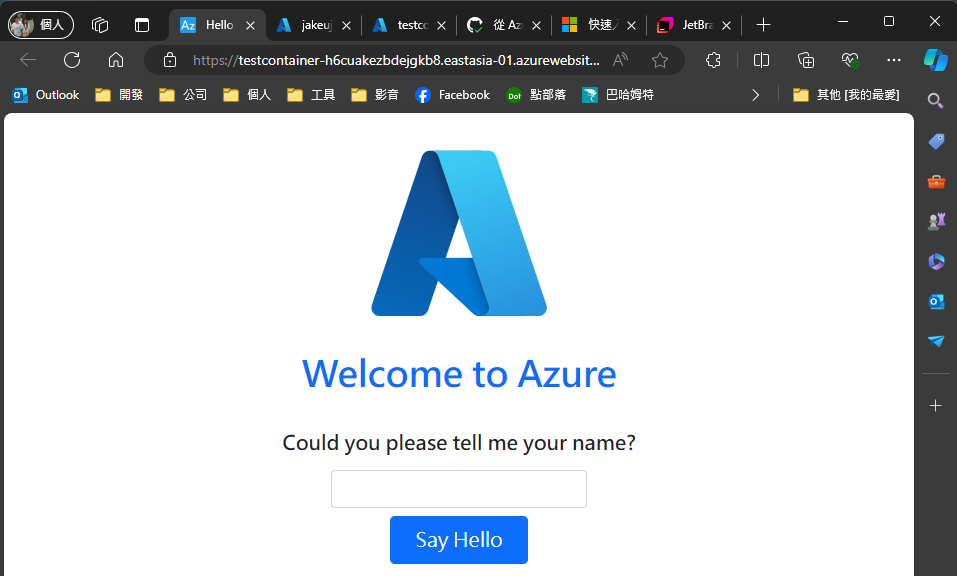 個人
Az Hello
jakeuj
testco
從 Az
快速入
JetBra
https://testcontainer-h6cuakezbdejgkb8.eastasia-01.azurewebsit...
Outlook 開發 公司 個人 工具 影音 Facebook Dot 點部落 巴哈姆特 其他 [我的最愛]
Welcome to Azure
Could you please tell me your name?
Say Hello